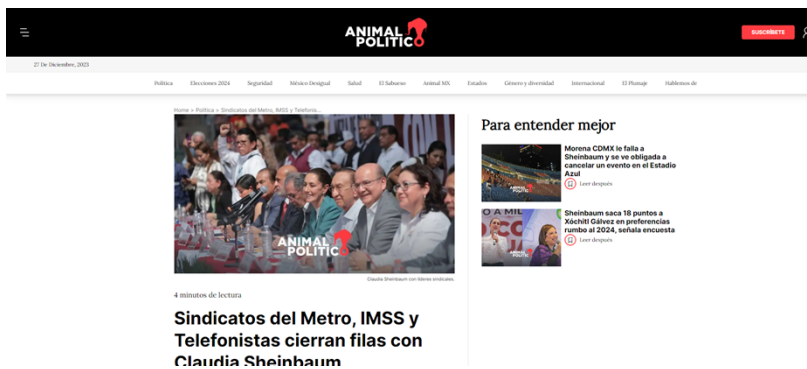 ANIMAL
POLÍTICO
SUSCRÍBETE
27 De Diciembre, 2023
Política Elecciones 2024 Seguridad México Desigual Salud El Sabueso Animal MX Estados Género y diversidad Internacional El Plumaje Hablemos de
Home > Política > Sindicatos del Metro, IMSS y Telefonis...
ANIMAL
POLÍTICO
Claudia Sheinbaum con líderes sindicales.
4 minutos de lectura
Sindicatos del Metro, IMSS y
Telefonistas cierran filas con
Claudia Sheinbaum
Para entender mejor
Morena CDMX le falla a
Sheinbaum y se ve obligada a
cancelar un evento en el Estadio
Azul
Leer después
Sheinbaum saca 18 puntos a
Xóchitl Gálvez en preferencias
rumbo al 2024, señala encuesta
Leer después